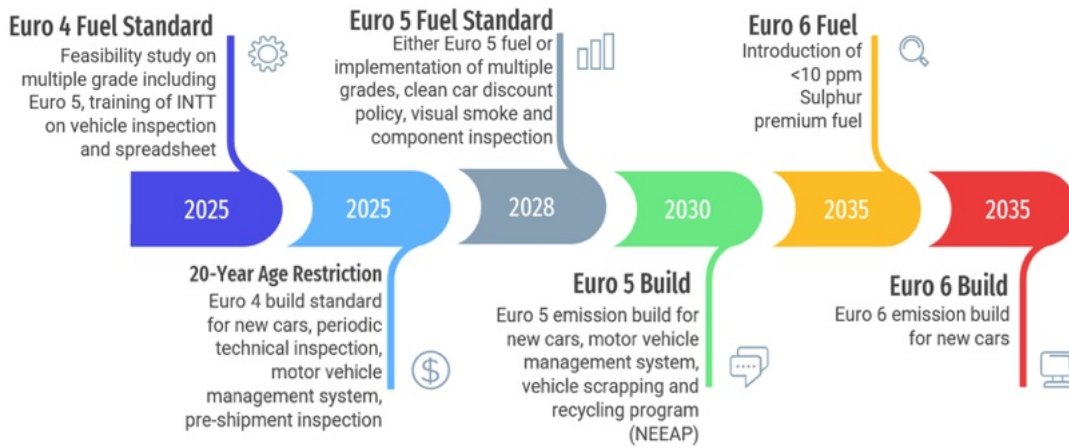 Euro 4 Fuel Standard
Feasibility study on
multiple grade including
Euro 5, training of INTT
on vehicle inspection
and spreadsheet
Euro 5 Fuel Standard
Either Euro 5 fuel or
implementation of multiple
grades, clean car discount
policy, visual smoke and
component inspection
Euro 6 Fuel
Introduction of
<10 ppm
Sulphur
premium fuel
2025
2025
2028
2030
2035
2035
20-Year Age Restriction
Euro 4 build standard
for new cars, periodic
technical inspection,
motor vehicle
management system,
pre-shipment inspection
$
Euro 5 Build
Euro 5 emission build for
new cars, motor vehicle
management system,
vehicle scrapping and
recycling program
(NEEAP)
Euro 6 Build
Euro 6 emission build
for new cars